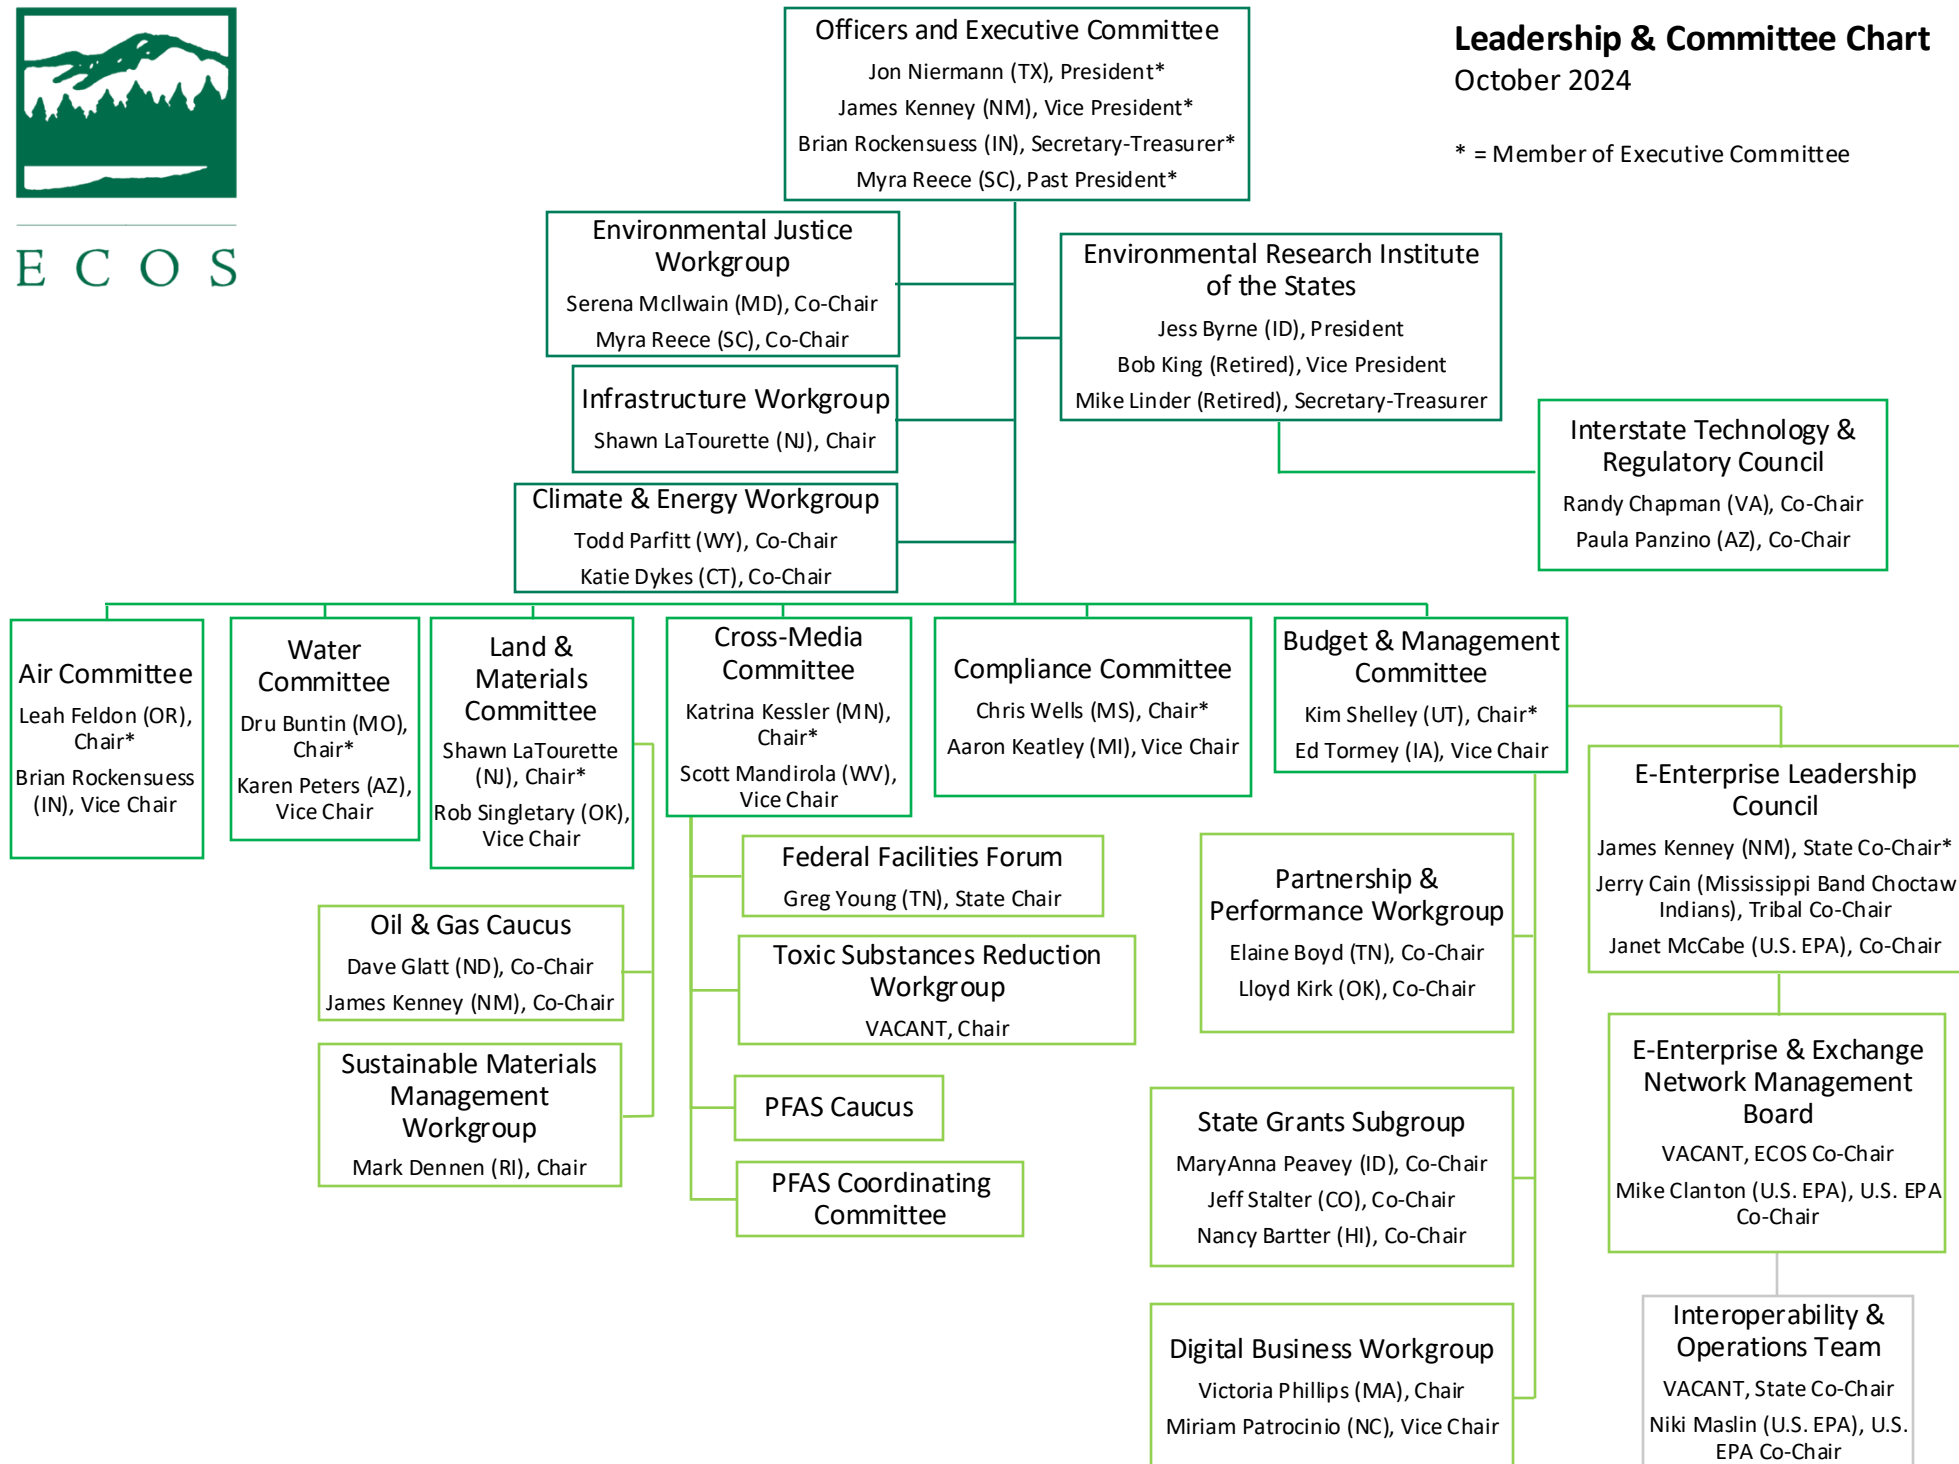 ECOS
Officers and Executive Committee
Jon Niermann (TX), President*
James Kenney (NM), Vice President*
Brian Rockensuess (IN), Secretary-Treasurer*
Myra Reece (SC), Past President*
Leadership & Committee Chart
October 2024
* = Member of Executive Committee
Environmental Justice
Workgroup
Serena McIlwain (MD), Co-Chair
Myra Reece (SC), Co-Chair
Environmental Research Institute
of the States
Jess Byrne (ID), President
Bob King (Retired), Vice President
Mike Linder (Retired), Secretary-Treasurer
Infrastructure Workgroup
Shawn LaTourette (NJ), Chair
Interstate Technology &
Regulatory Council
Randy Chapman (VA), Co-Chair
Paula Panzino (AZ), Co-Chair
Climate & Energy Workgroup
Todd Parfitt (WY), Co-Chair
Katie Dykes (CT), Co-Chair
Air Committee
Leah Feldon (OR),
Chair*
Brian Rockensuess
(IN), Vice Chair
Water
Committee
Dru Buntin (MO),
Chair*
Karen Peters (AZ),
Vice Chair
Land &
Materials
Committee
Shawn LaTourette
(NJ), Chair*
Rob Singletary (OK),
Vice Chair
Cross-Media
Committee
Katrina Kessler (MN),
Chair*
Scott Mandirola (WV),
Vice Chair
Compliance Committee
Chris Wells (MS), Chair*
Aaron Keatley (MI), Vice Chair
Budget & Management
Committee
Kim Shelley (UT), Chair*
Ed Tormey (IA), Vice Chair
E-Enterprise Leadership
Council
James Kenney (NM), State Co-Chair*
Jerry Cain (Mississippi Band Choctaw
Indians), Tribal Co-Chair
Janet McCabe (U.S. EPA), Co-Chair
Oil & Gas Caucus
Dave Glatt (ND), Co-Chair
James Kenney (NM), Co-Chair
Sustainable Materials
Management
Workgroup
Mark Dennen (RI), Chair
Federal Facilities Forum
Greg Young (TN), State Chair
Toxic Substances Reduction
Workgroup
VACANT, Chair
PFAS Caucus
PFAS Coordinating
Committee
Partnership &
Performance Workgroup
Elaine Boyd (TN), Co-Chair
Lloyd Kirk (OK), Co-Chair
State Grants Subgroup
MaryAnna Peavey (ID), Co-Chair
Jeff Stalter (CO), Co-Chair
Nancy Bartter (HI), Co-Chair
Digital Business Workgroup
Victoria Phillips (MA), Chair
Miriam Patrocinio (NC), Vice Chair
E-Enterprise & Exchange
Network Management
Board
VACANT, ECOS Co-Chair
Mike Clanton (U.S. EPA), U.S. EPA
Co-Chair
Interoperability &
Operations Team
VACANT, State Co-Chair
Niki Maslin (U.S. EPA), U.S.
EPA Co-Chair